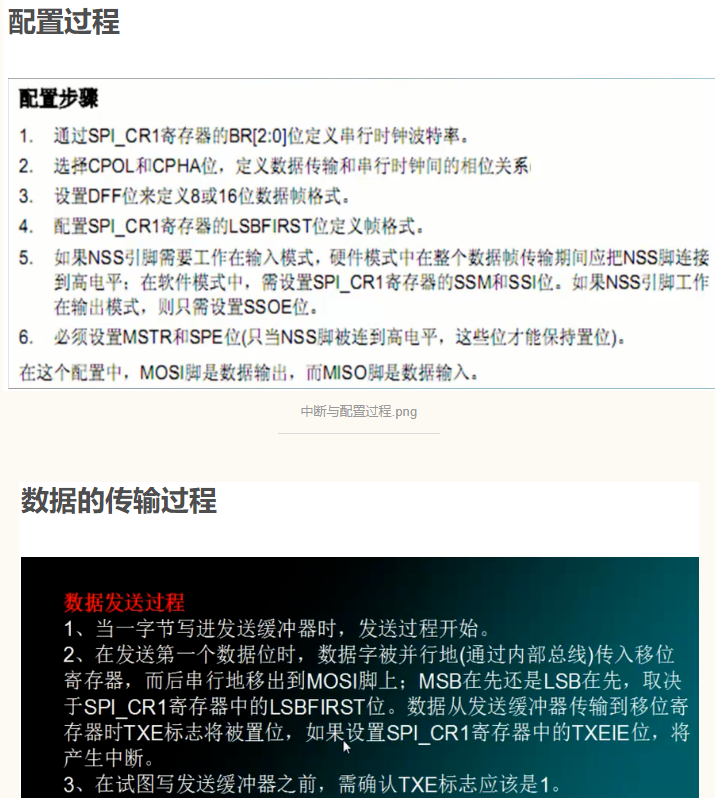 配置过程
配置步骤
1. 通过SPI_CR1寄存器的BR[2:0]位定义串行时钟波特率。
2. 选择CPOL和CPHA位，定义数据传输和串行时钟间的相位关系
3. 设置DFF位来定义8或16位数据帧格式。
4. 配置SPI_CR1寄存器的LSBFIRST位定义帧格式。
5. 如果NSS引脚需要工作在输入模式，硬件模式中在整个数据帧传输期间应把NSS脚连接
到高电平；在软件模式中，需设置SPI_CR1寄存器的SSM和SSI位。如果NSS引脚工作
在输出模式，则只需设置SSOE位。
6. 必须设置MSTR和SPE位(只当NSS脚被连到高电平，这些位才能保持置位)。
在这个配置中，MOSI脚是数据输出，而MISO脚是数据输入。
中断与配置过程.png
数据的传输过程
数据发送过程
1、当一字节写进发送缓冲器时，发送过程开始。
2、在发送第一个数据位时，数据字被并行地(通过内部总线)传入移位
寄存器，而后串行地移出到MOSI脚上；MSB在先还是LSB在先，取决
于SPI_CR1寄存器中的LSBFIRST位。数据从发送缓冲器传输到移位寄
存器时TXE标志将被置位，如果设置SPI_CR1寄存器中的TXEIE位，将
产生中断。
3、在试图写发送缓冲器之前，需确认TXE标志应该是1。